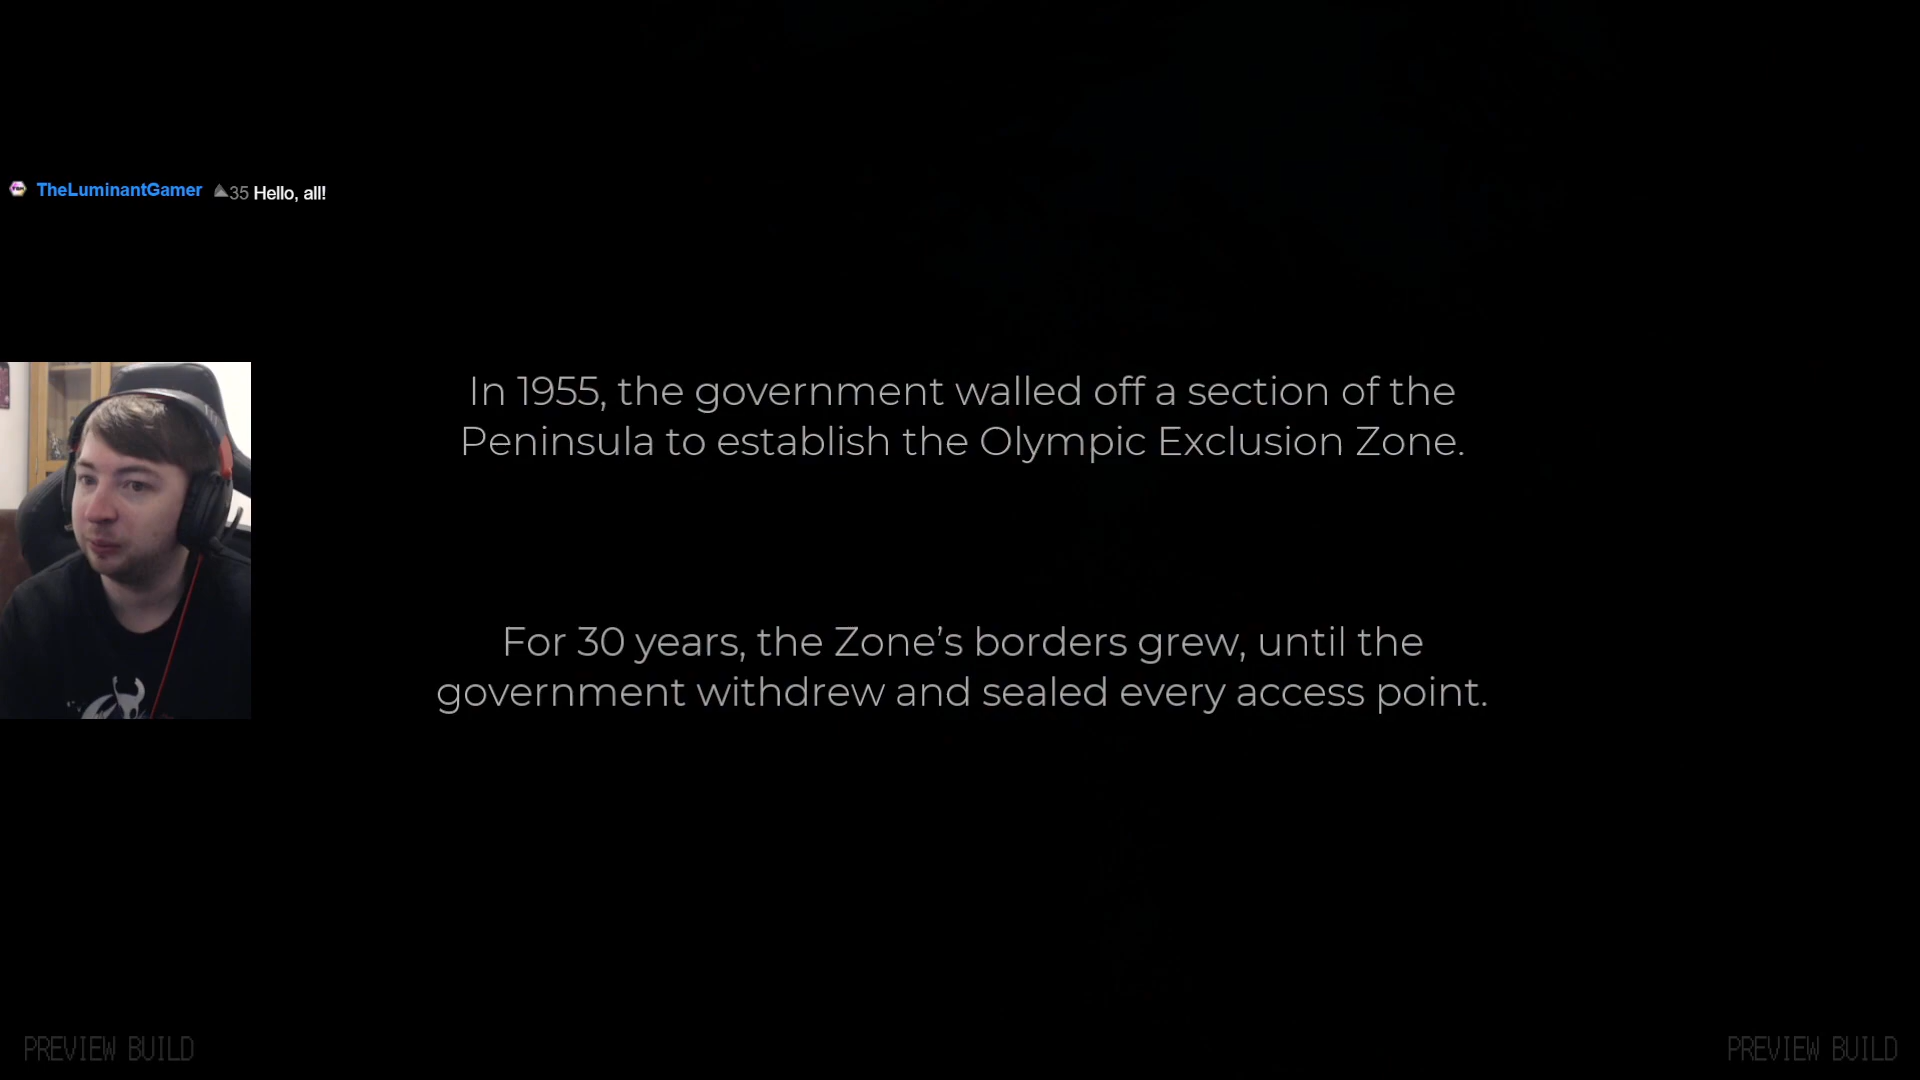 TheLuminantGamer 35 Hello, all!
In 1955, the government walled off a section of the
Peninsula to establish the Olympic Exclusion Zone.
For 30 years, the Zone’s borders grew, until the
government withdrew and sealed every access point.
PREVIEW BUILD
PREVIEW BUILD